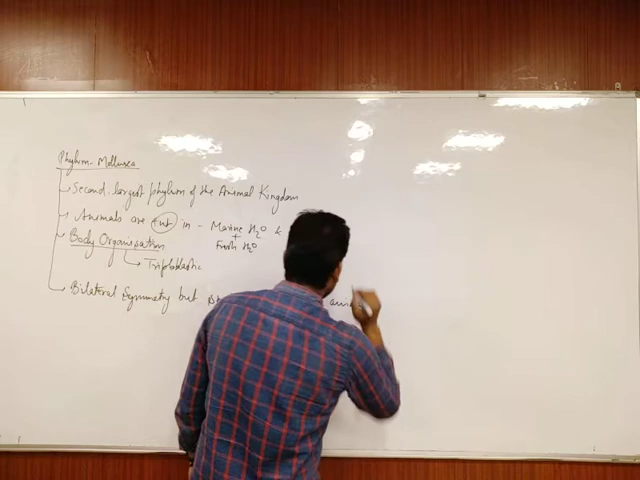 Phylum Mollusca
Second largest phylum of the Animal Kingdom
Animals are in - Marine H2O &
+
Fresh H2O
Body Organisation
Triploblastic
Bilateral Symmetry but